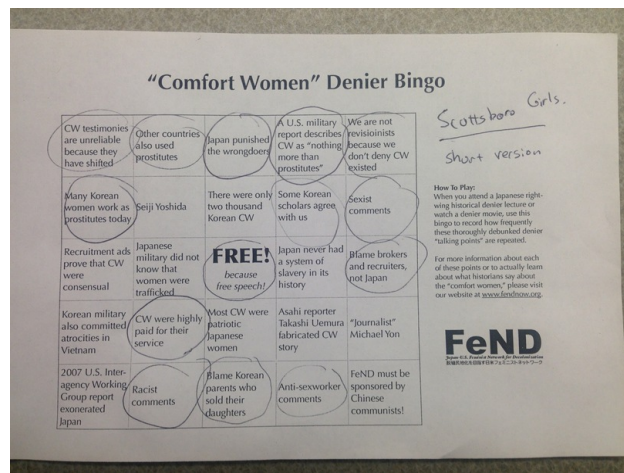 "Comfort Women" Denier Bingo
CW testimonies
are unreliable
because they
have shifted
Other countries
also used
prostitutes
Japan punished
the wrongdoers
A U.S. military
report describes
CW as "nothing
more than
prostitutes"
We are not
revisioinists
because we
don't deny CW
existed
Many Korean
women work as
prostitutes today
Seiji Yoshida
There were only
two thousand
Korean CW
Some Korean
scholars agree
with us
Sexist
comments
Recruitment ads
prove that CW
were
consensual
Japanese
military did not
know that
women were
trafficked
FREE!
because
free speech!
Japan never had
a system of
slavery in its
history
Blame brokers
and recruiters,
not Japan
Korean military
also committed
atrocities in
Vietnam
CW were highly
paid for their
service
Most CW were
patriotic
Japanese
women
Asahi reporter
Takashi Uemura
fabricated CW
story
"Journalist"
Michael Yon
2007 U.S. Inter-
agency Working
Group report
exonerated
Japan
Racist
comments
Blame Korean
parents who
sold their
daughters
Anti-sexworker
comments
FeND must be
sponsored by
Chinese
communists!
Scottsboro Girls.
short version
How To Play:
When you attend a Japanese right-
wing historical denier lecture or
watch a denier movie, use this
bingo to record how frequently
these thoroughly debunked denier
"talking points" are repeated.
For more information about each
of these points or to actually learn
about what historians say about
the "comfort women," please visit
our website at www.fendnow.org.
FeND
Japan-U.S. Feminist Network for Decolonization